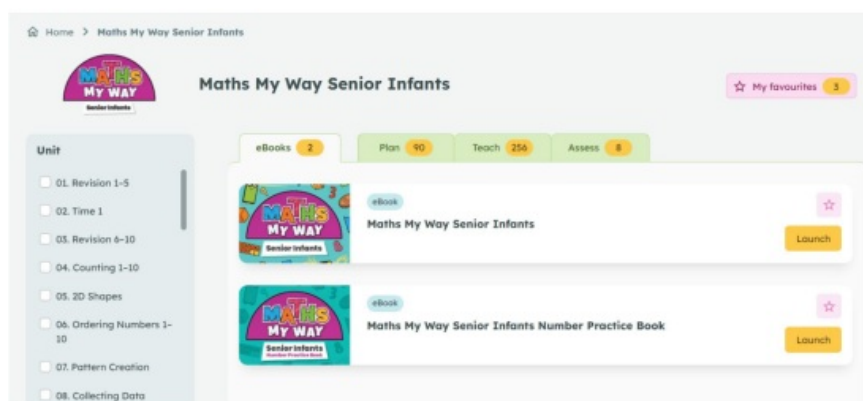 Home > Maths My Way Senior Infants
MATHS
MY WAY
Senior Infants
Maths My Way Senior Infants
My favourites 3
Unit
01. Revision 1–5
02. Time 1
03. Revision 6–10
04. Counting 1–10
05. 2D Shapes
06. Ordering Numbers 1–
10
07. Pattern Creation
08. Collecting Data
eBooks 2
Plan 90
Teach 256
Assess 8
MATHS
MY WAY
Senior Infants
eBook
Maths My Way Senior Infants
Launch
MATHS
MY WAY
Senior Infants
Number Practice Book
eBook
Maths My Way Senior Infants Number Practice Book
Launch